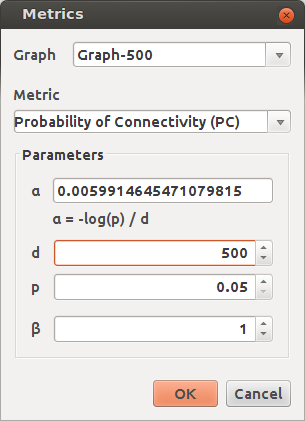 Metrics
Graph Graph-500
Metric
Probability of Connectivity (PC)
Parameters
α 0.0059914645471079815
α = -log(p) / d
d 500
p 0.05
β 1
OK Cancel